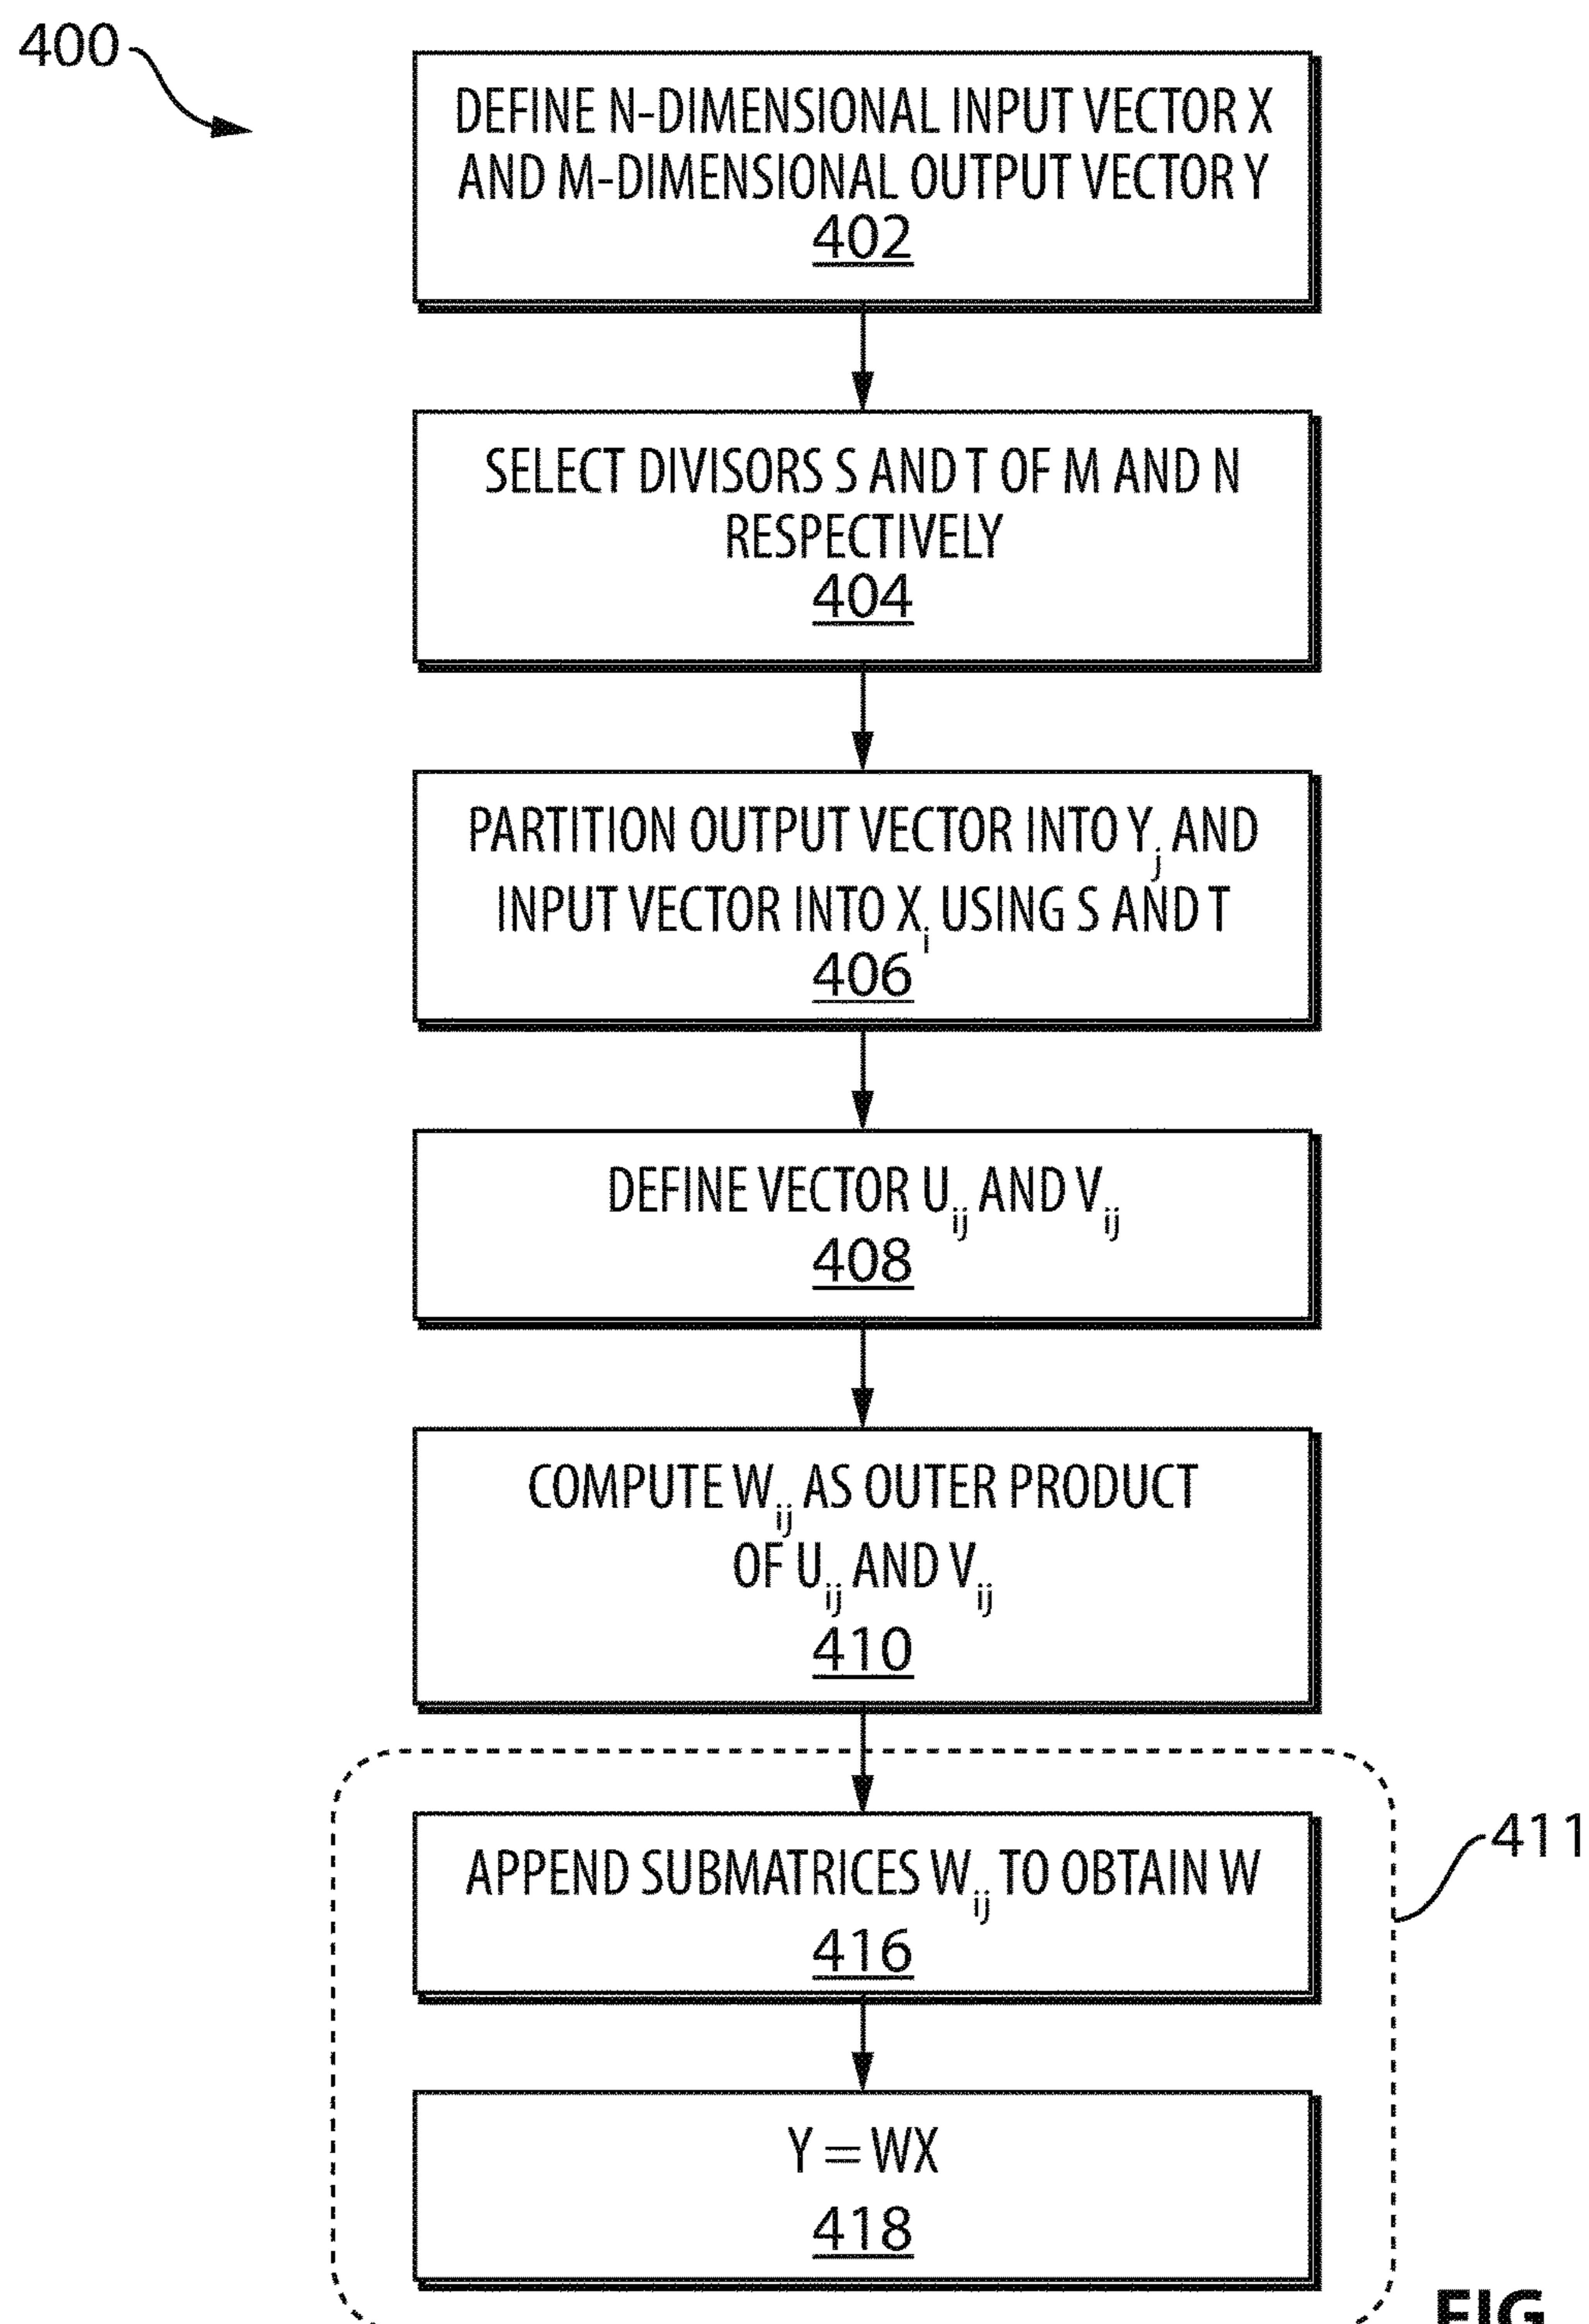 400
DEFINE N-DIMENSIONAL INPUT VECTOR X
AND M-DIMENSIONAL OUTPUT VECTOR Y
402
SELECT DIVISORS S AND T OF M AND N
RESPECTIVELY
404
PARTITION OUTPUT VECTOR INTO Yj AND
INPUT VECTOR INTO Xi USING S AND T
406
DEFINE VECTOR Uij AND Vij
408
COMPUTE Wij AS OUTER PRODUCT
OF Uij AND Vij
410
APPEND SUBMATRICES Wij TO OBTAIN W
416
411
Y = WX
418
FIG